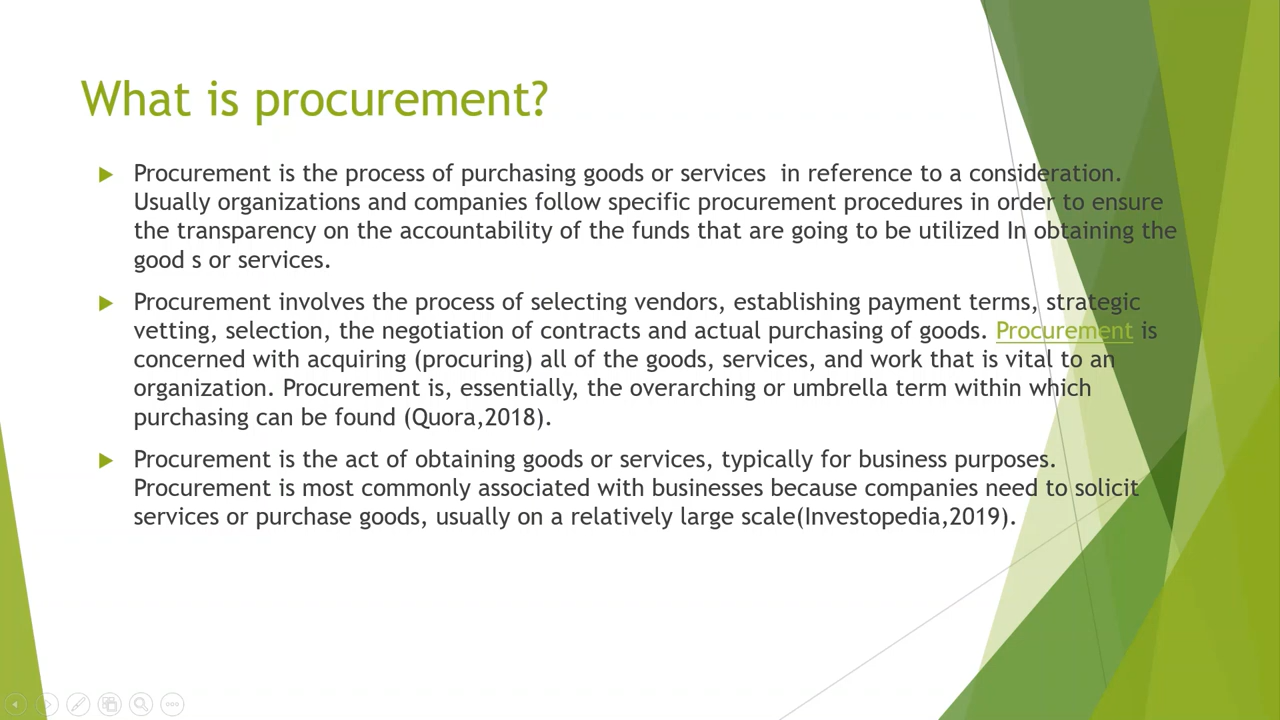 What is procurement?
Procurement is the process of purchasing goods or services  in reference to a consideration.
Usually organizations and companies follow specific procurement procedures in order to ensure
the transparency on the accountability of the funds that are going to be utilized In obtaining the
good s or services.
Procurement involves the process of selecting vendors, establishing payment terms, strategic
vetting, selection, the negotiation of contracts and actual purchasing of goods. Procurement is
concerned with acquiring (procuring) all of the goods, services, and work that is vital to an
organization. Procurement is, essentially, the overarching or umbrella term within which
purchasing can be found (Quora,2018).
Procurement is the act of obtaining goods or services, typically for business purposes.
Procurement is most commonly associated with businesses because companies need to solicit
services or purchase goods, usually on a relatively large scale(Investopedia,2019).